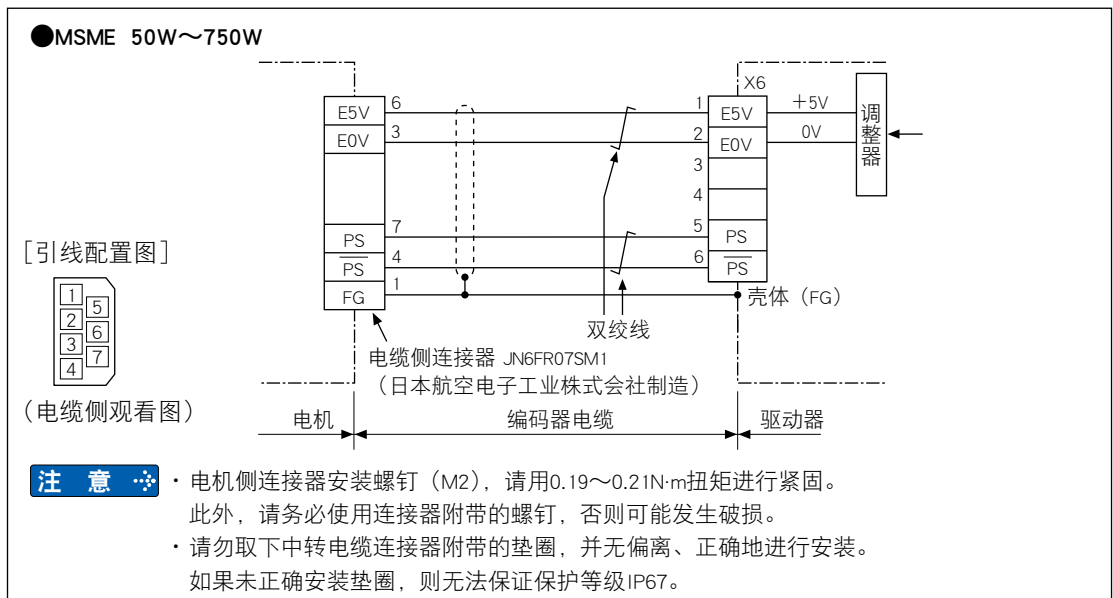 ●MSME 50W～750W
X6
E5V 6
1 E5V
＋5V
E0V 3
2 E0V
0V
调整器
3
4
PS 7
5 PS
PS 4
6 PS
FG 1
壳体（FG）
双绞线
［引线配置图］
1
5
2
6
3
7
4
（电缆侧观看图）
电缆侧连接器 JN6FR07SM1
（日本航空电子工业株式会社制造）
电机
编码器电缆
驱动器
注 意
・电机侧连接器安装螺钉（M2），请用0.19～0.21N·m扭矩进行紧固。
此外，请务必使用连接器附带的螺钉，否则可能发生破损。
・请勿取下中转电缆连接器附带的垫圈，并无偏离、正确地进行安装。
如果未正确安装垫圈，则无法保证保护等级IP67。